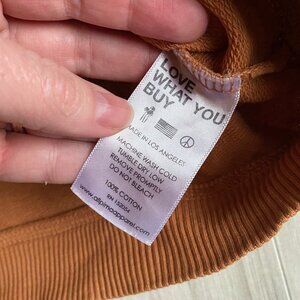 LOVE
WHAT YOU
BUY
MADE IN LOS ANGELES
MACHINE WASH COLD
TUMBLE DRY LOW
REMOVE PROMPTLY
DO NOT BLEACH
100% COTTON